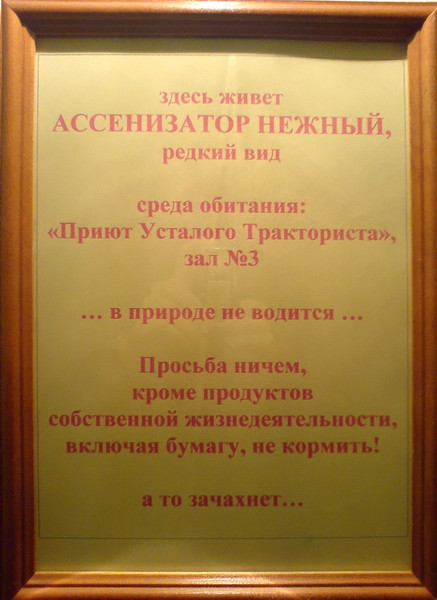 здесь живет
АССЕНИЗАТОР НЕЖНЫЙ,
редкий вид
среда обитания:
«Приют Усталого Тракториста»,
зал №3
… в природе не водится …
Просьба ничем,
кроме продуктов
собственной жизнедеятельности,
включая бумагу, не кормить!
а то зачахнет…